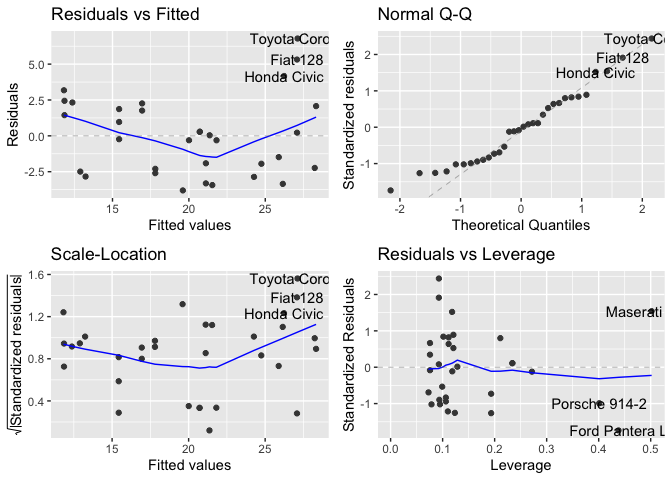 Residuals vs Fitted
Residuals
5.0
2.5
0.0
-2.5
15
20
25
Fitted values
Toyota Coro
Fiat 128
Honda Civic
Normal Q-Q
Standardized residuals
2
1
0
-1
-2
-1
0
1
2
Theoretical Quantiles
Toyota Co
Fiat 128
Honda Civic
Scale-Location
√|Standardized residuals|
1.6
1.2
0.8
0.4
15
20
25
Fitted values
Toyota Coro
Fiat 128
Honda Civic
Residuals vs Leverage
Standardized Residuals
2
1
0
-1
0.0
0.1
0.2
0.3
0.4
0.5
Leverage
Maserati
Porsche 914-2
Ford Pantera L